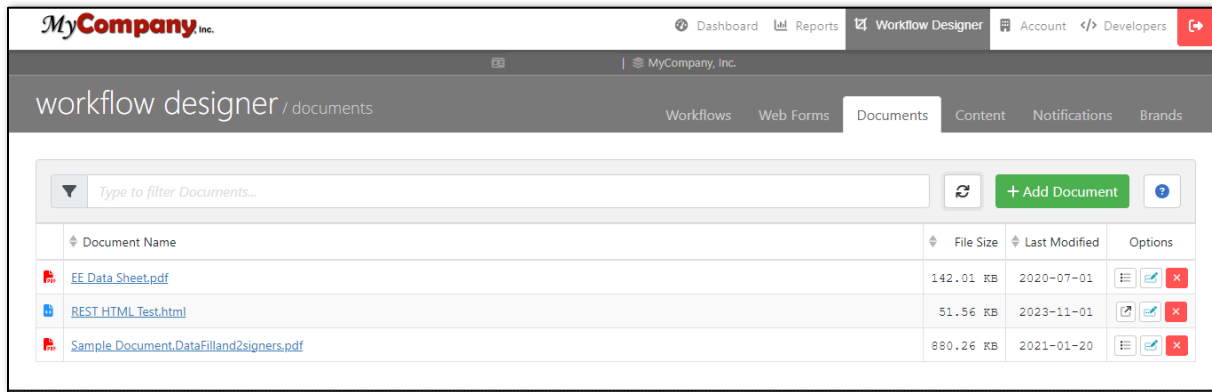 MyCompany, Inc.
Dashboard Reports Workflow Designer Account </> Developers
MyCompany, Inc.
workflow designer / documents
Workflows Web Forms Documents Content Notifications Brands
Type to filter Documents...
+ Add Document ?
Document Name File Size Last Modified Options
EE Data Sheet.pdf 142.01 KB 2020-07-01
REST HTML Test.html 51.56 KB 2023-11-01
Sample Document.DataFilland2signers.pdf 880.26 KB 2021-01-20